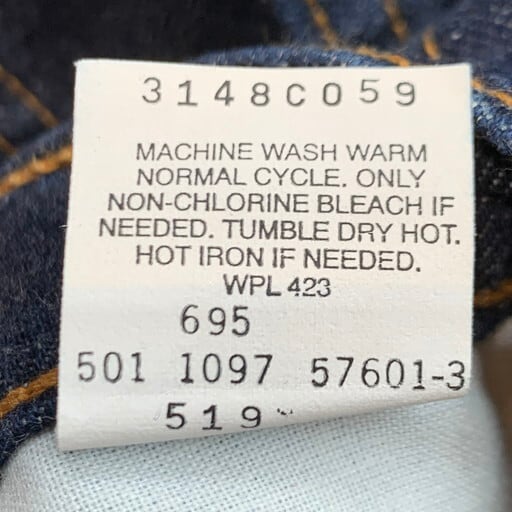 3148C059
MACHINE WASH WARM
NORMAL CYCLE. ONLY
NON-CHLORINE BLEACH IF
NEEDED. TUMBLE DRY HOT.
HOT IRON IF NEEDED.
WPL 423
695
501 1097 57601-3
519